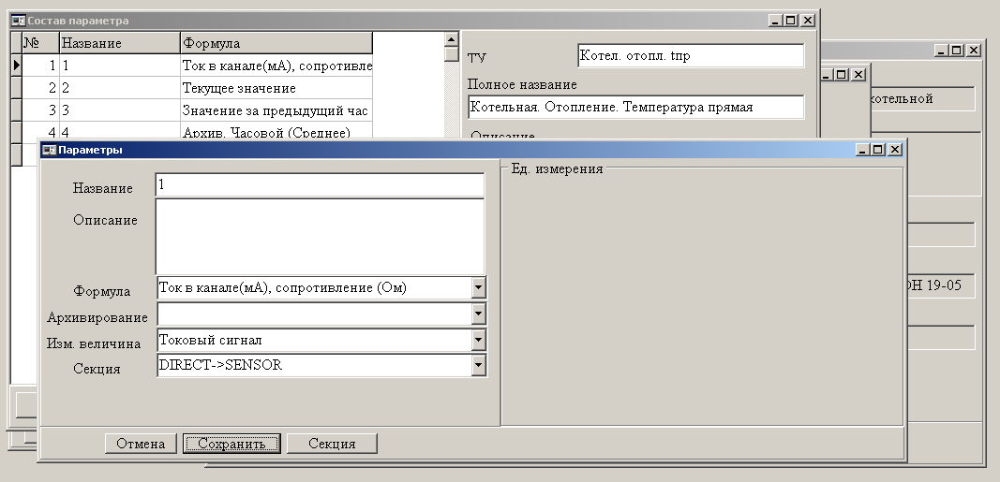 Состав параметра
№ Название Формула
1 1 Ток в канале(мА), сопротивле
2 2 Текущее значение
3 3 Значение за предыдущий час
4 4 Архив. Часовой (Среднее)
ТУ Котел. отопл. tпр
Полное название
Котельная. Отопление. Температура прямая
Описание
котельной
ОН 19-05
Параметры
Название 1
Описание
Формула Ток в канале(мА), сопротивление (Ом)
Архивирование
Изм. величина Токовый сигнал
Секция DIRECT->SENSOR
Ед. измерения
Отмена Сохранить Секция